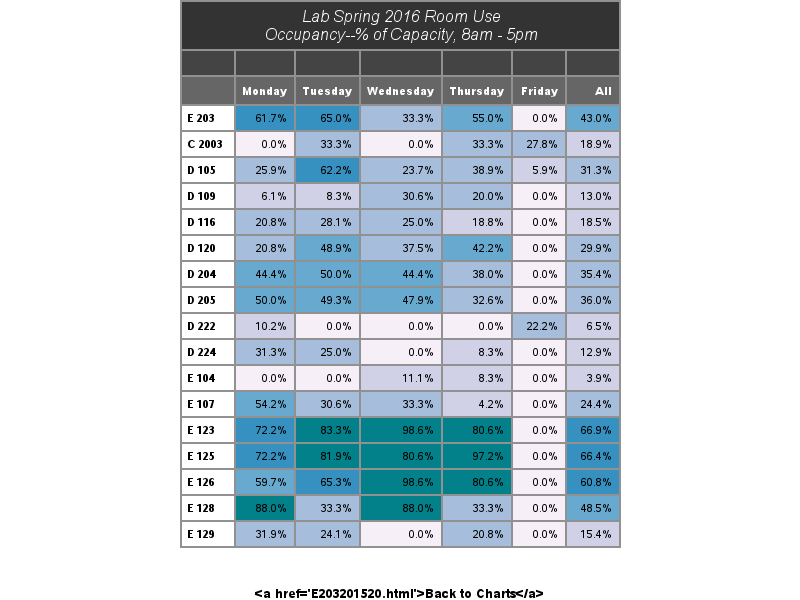 Lab Spring 2016 Room Use
Occupancy--% of Capacity, 8am - 5pm
Monday Tuesday Wednesday Thursday Friday All
E 203 61.7% 65.0% 33.3% 55.0% 0.0% 43.0%
C 2003 0.0% 33.3% 0.0% 33.3% 27.8% 18.9%
D 105 25.9% 62.2% 23.7% 38.9% 5.9% 31.3%
D 109 6.1% 8.3% 30.6% 20.0% 0.0% 13.0%
D 116 20.8% 28.1% 25.0% 18.8% 0.0% 18.5%
D 120 20.8% 48.9% 37.5% 42.2% 0.0% 29.9%
D 204 44.4% 50.0% 44.4% 38.0% 0.0% 35.4%
D 205 50.0% 49.3% 47.9% 32.6% 0.0% 36.0%
D 222 10.2% 0.0% 0.0% 0.0% 22.2% 6.5%
D 224 31.3% 25.0% 0.0% 8.3% 0.0% 12.9%
E 104 0.0% 0.0% 11.1% 8.3% 0.0% 3.9%
E 107 54.2% 30.6% 33.3% 4.2% 0.0% 24.4%
E 123 72.2% 83.3% 98.6% 80.6% 0.0% 66.9%
E 125 72.2% 81.9% 80.6% 97.2% 0.0% 66.4%
E 126 59.7% 65.3% 98.6% 80.6% 0.0% 60.8%
E 128 88.0% 33.3% 88.0% 33.3% 0.0% 48.5%
E 129 31.9% 24.1% 0.0% 20.8% 0.0% 15.4%
<a href='E203201520.html'>Back to Charts</a>